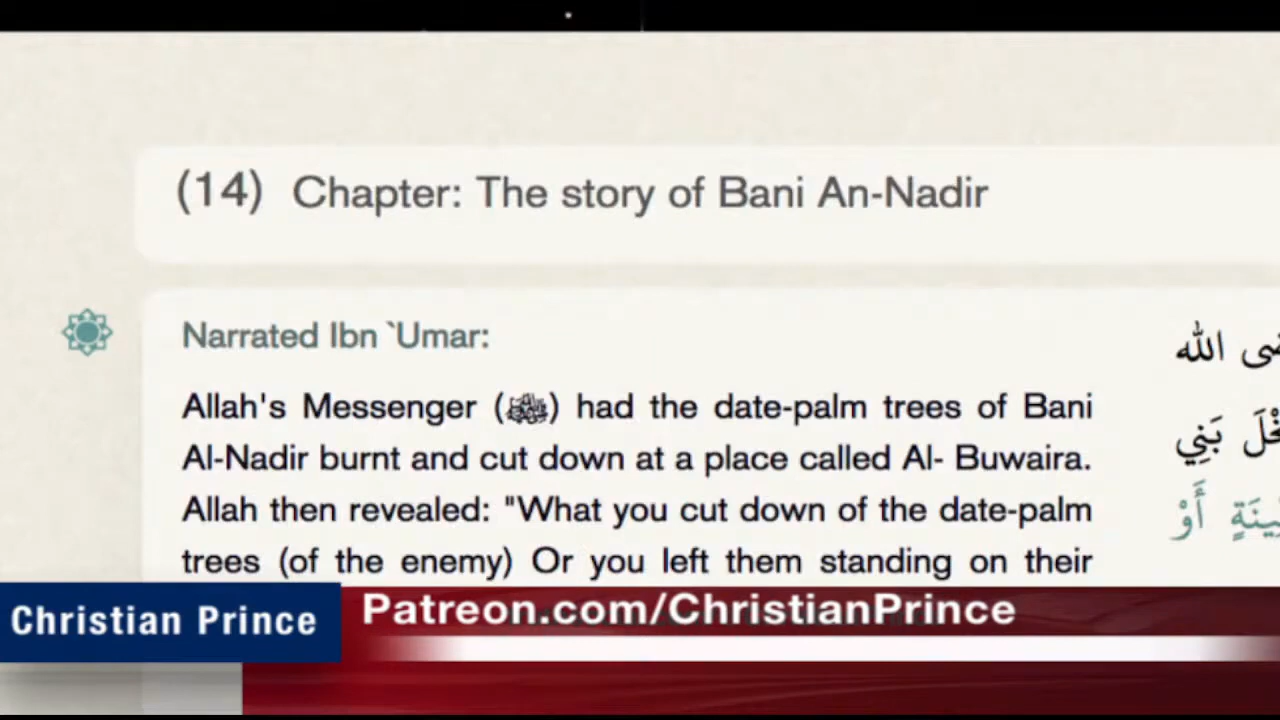 (14) Chapter: The story of Bani An-Nadir
Narrated Ibn `Umar:
Allah's Messenger (ﷺ) had the date-palm trees of Bani
Al-Nadir burnt and cut down at a place called Al- Buwaira.
Allah then revealed: "What you cut down of the date-palm
trees (of the enemy) Or you left them standing on their
الله
بَنِي
أَوْ
Christian Prince
Patreon.com/ChristianPrince